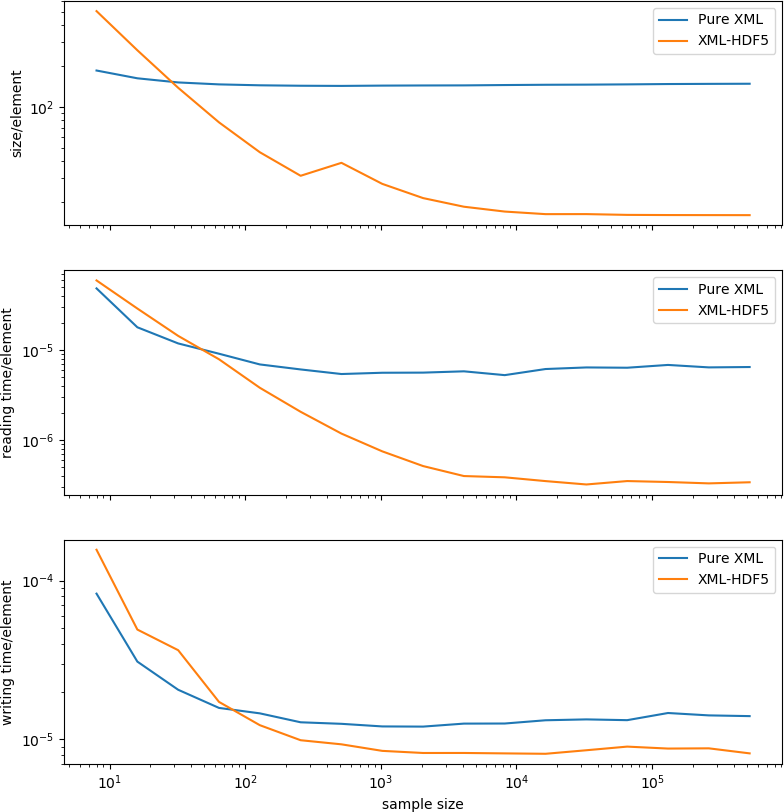 Pure XML
XML-HDF5
size/element
10²
Pure XML
XML-HDF5
reading time/element
10⁻⁵
10⁻⁶
Pure XML
XML-HDF5
writing time/element
10⁻⁴
10⁻⁵
10¹ 10² 10³ 10⁴ 10⁵
sample size